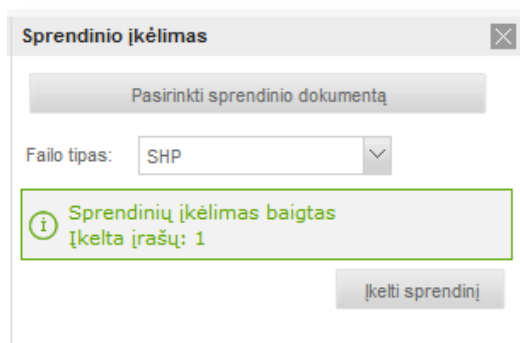 Sprendinio įkėlimas
Pasirinkti sprendinio dokumentą
Failo tipas: SHP
Sprendinių įkėlimas baigtas
Įkelta įrašų: 1
Įkelti sprendinį